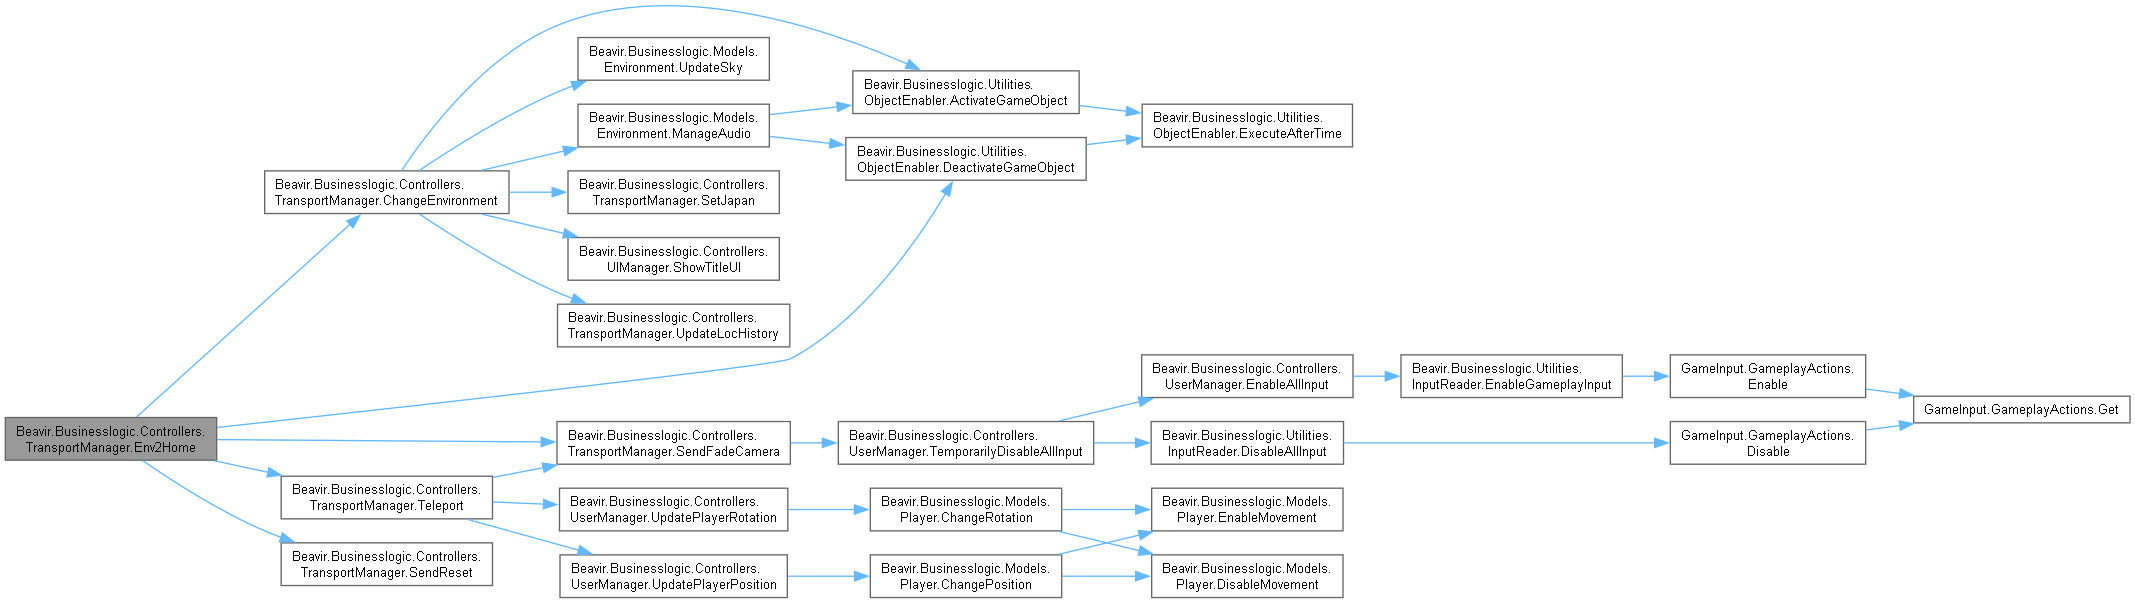 Beavir.Businesslogic.Controllers.
TransportManager.Env2Home
Beavir.Businesslogic.Controllers.
TransportManager.ChangeEnvironment
Beavir.Businesslogic.Models.
Environment.UpdateSky
Beavir.Businesslogic.Models.
Environment.ManageAudio
Beavir.Businesslogic.Controllers.
TransportManager.SetJapan
Beavir.Businesslogic.Controllers.
UIManager.ShowTitleUI
Beavir.Businesslogic.Controllers.
TransportManager.UpdateLocHistory
Beavir.Businesslogic.Utilities.
ObjectEnabler.ActivateGameObject
Beavir.Businesslogic.Utilities.
ObjectEnabler.DeactivateGameObject
Beavir.Businesslogic.Utilities.
ObjectEnabler.ExecuteAfterTime
Beavir.Businesslogic.Controllers.
TransportManager.SendFadeCamera
Beavir.Businesslogic.Controllers.
UserManager.TemporarilyDisableAllInput
Beavir.Businesslogic.Controllers.
UserManager.EnableAllInput
Beavir.Businesslogic.Utilities.
InputReader.EnableGameplayInput
GameInput.GameplayActions.
Enable
Beavir.Businesslogic.Utilities.
InputReader.DisableAllInput
GameInput.GameplayActions.
Disable
GameInput.GameplayActions.Get
Beavir.Businesslogic.Controllers.
TransportManager.Teleport
Beavir.Businesslogic.Controllers.
UserManager.UpdatePlayerRotation
Beavir.Businesslogic.Models.
Player.ChangeRotation
Beavir.Businesslogic.Models.
Player.EnableMovement
Beavir.Businesslogic.Controllers.
UserManager.UpdatePlayerPosition
Beavir.Businesslogic.Models.
Player.ChangePosition
Beavir.Businesslogic.Models.
Player.DisableMovement
Beavir.Businesslogic.Controllers.
TransportManager.SendReset